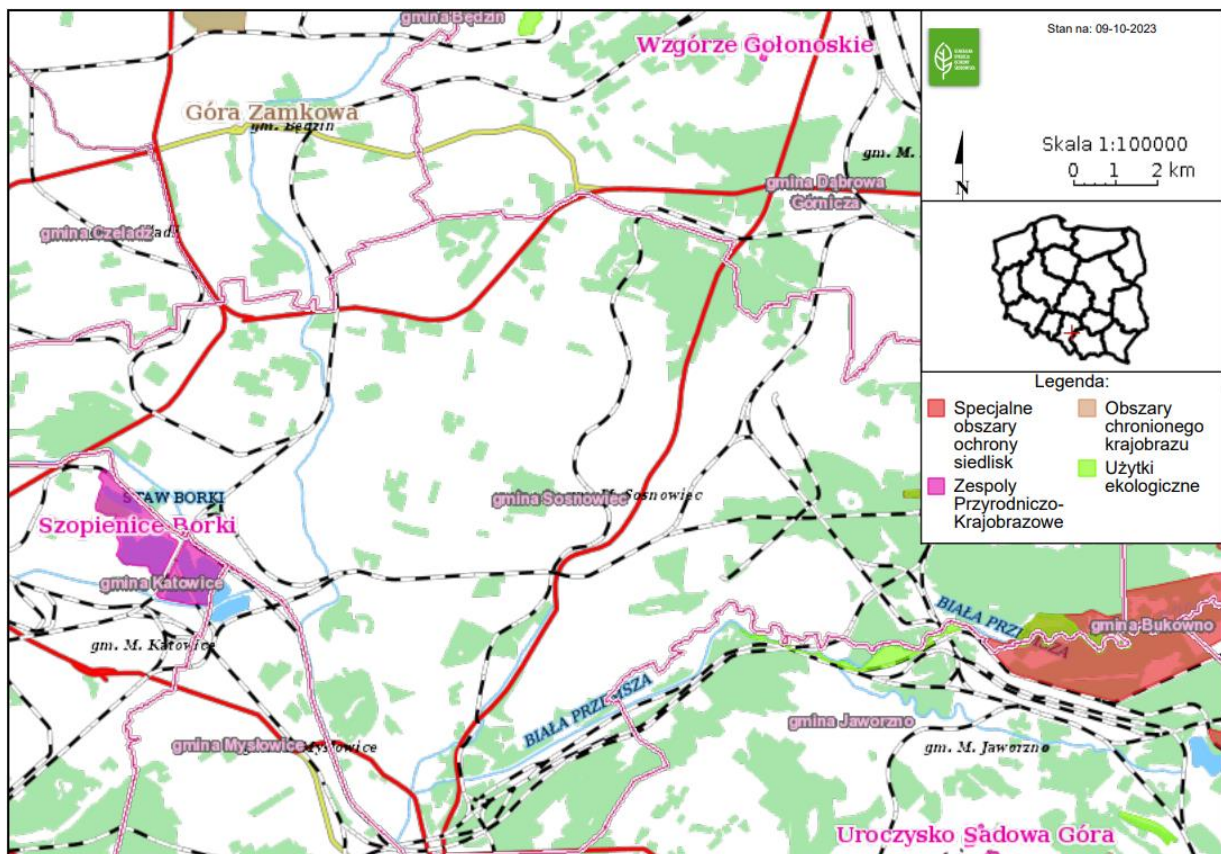 gmina Będzin
Wzgórze Gołonoskie
Stan na: 09-10-2023
Góra Zamkowa
gm. Będzin
gm. M.
Skala 1:100000
0 1 2 km
N
gmina Dąbrowa
Górnicza
gmina Czeladź
Legenda:
Specjalne
obszary
ochrony
siedlisk
Zespoły
Przyrodniczo-
Krajobrazowe
Obszary
chronionego
krajobrazu
Użytki
ekologiczne
STAW BORKI
gmina Sosnowiec
Sosnowiec
Szopienice Borki
gmina Katowice
gm. M. Katowice
BIAŁA
gmina Bukówno
BIAŁA
gmina Jaworzno
gm. M. Jaworzno
gmina Mysłowice
Uroczysko Sadowa Góra